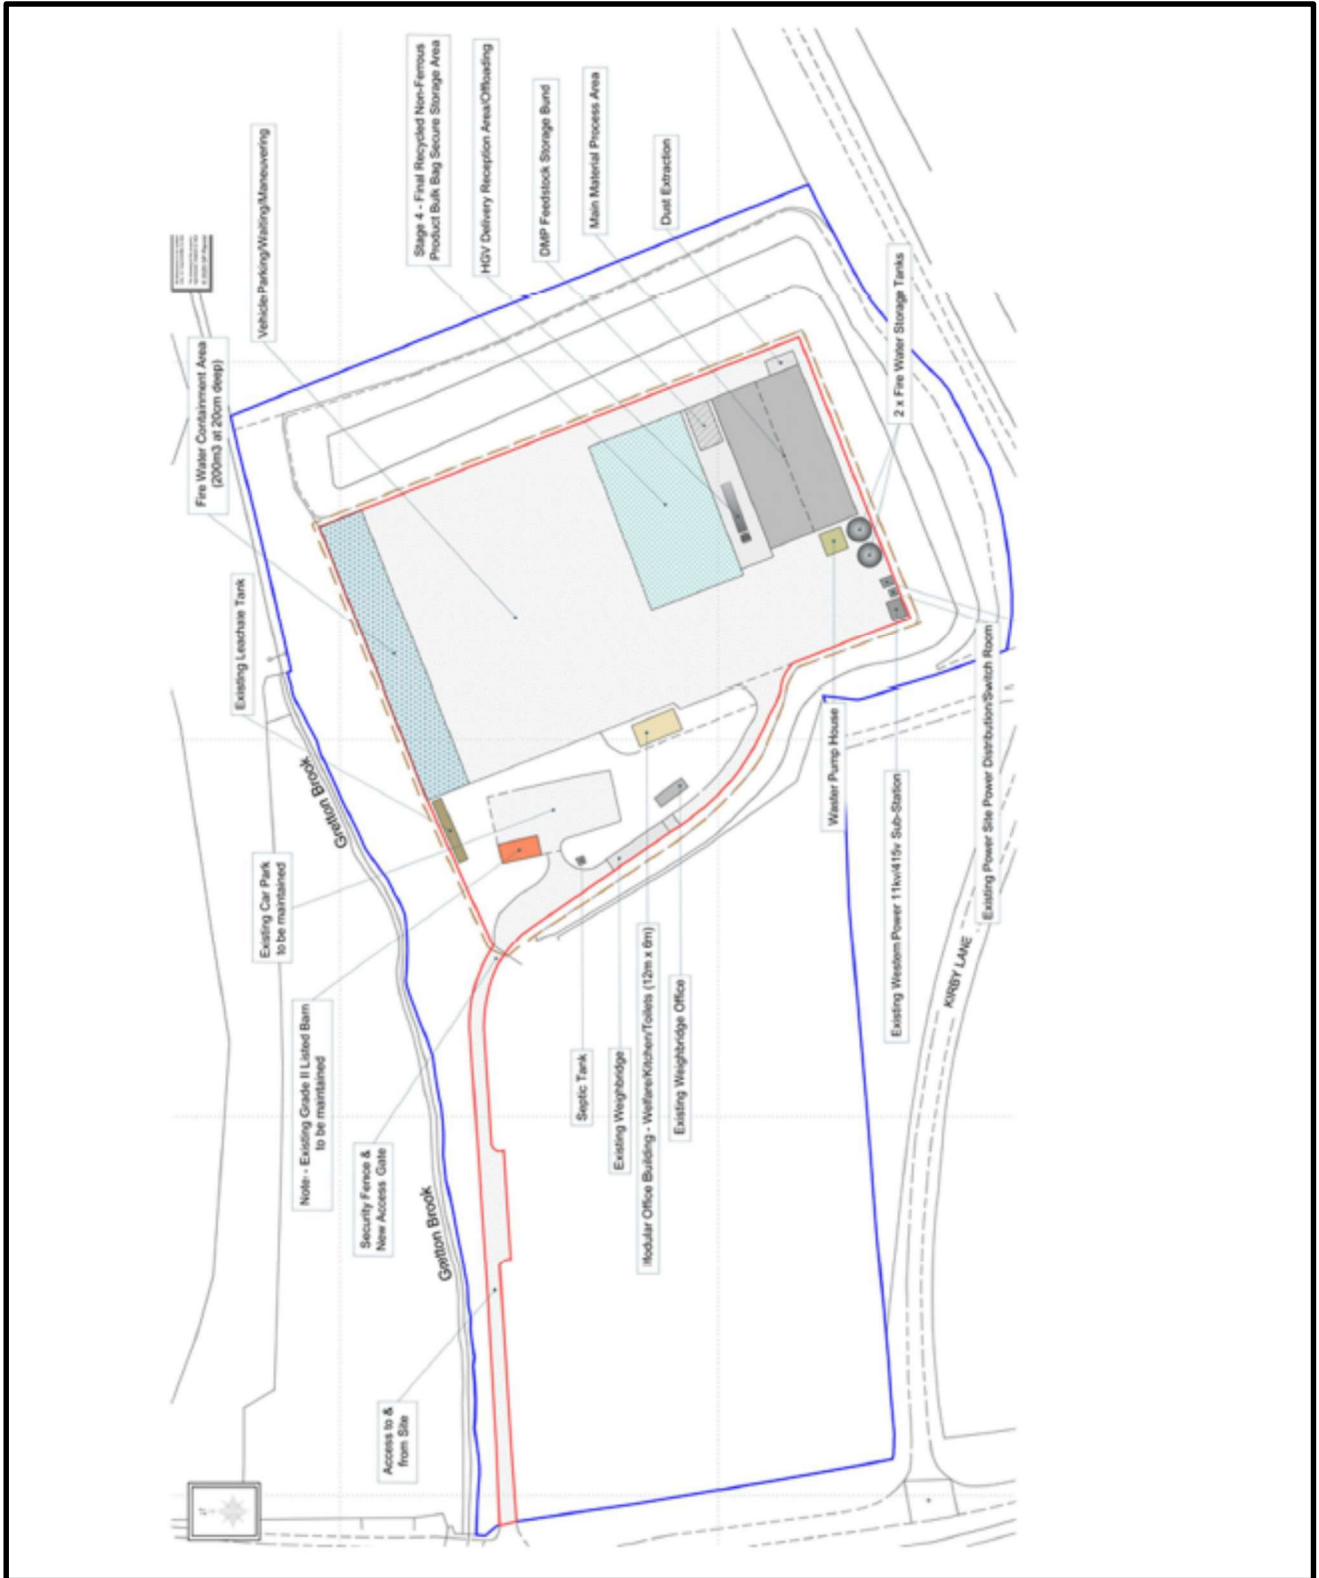 Fire Water Containment Area
(200m3 at 20cm deep)
Vehicle Parking/Waiting/Maneuvering
Stage 4 - Final Recycled Non-Ferrous
Product Bulk Bag Secure Storage Area
HGV Delivery Reception Area/Offloading
DMP Feedstock Storage Bund
Main Material Process Area
Dust Extraction
2 x Fire Water Storage Tanks
Existing Leachate Tank
Gretton Brook
Existing Car Park
to be maintained
Note - Existing Grade II Listed Barn
to be maintained
Security Fence &
New Access Gate
Gretton Brook
Access to &
from Site
Septic Tank
Existing Weighbridge
Modular Office Building - Welfare/Kitchen/Toilets (12m x 6m)
Existing Weighbridge Office
Waster Pump House
Existing Western Power 11kv/415v Sub-Station
KIRBY LANE
Existing Power Site Power Distribution/Switch Room